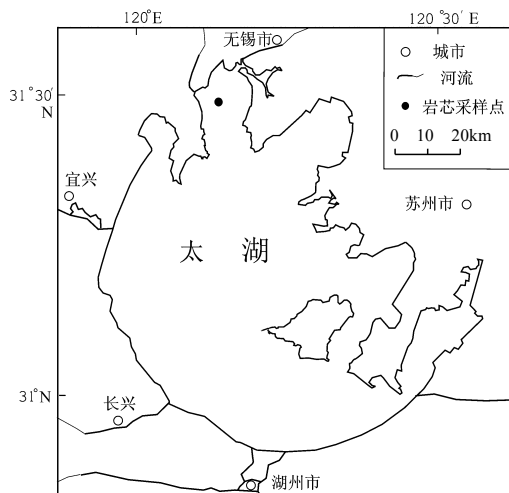 120°E
120°30′E
无锡市
城市
河流
岩芯采样点
0 10 20km
31°30′
N
宜兴
苏州市
太湖
31°N
长兴
湖州市